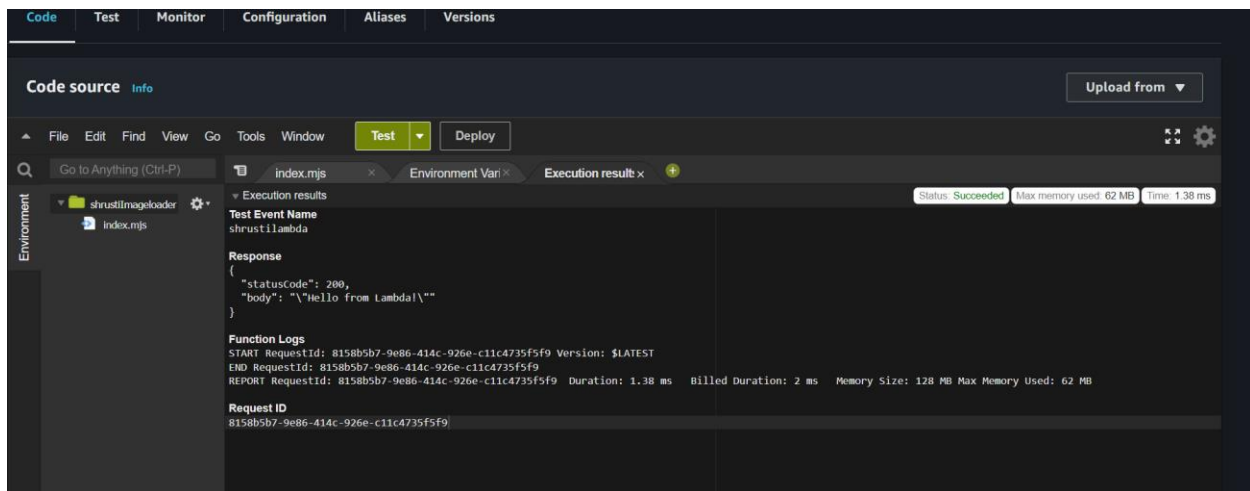 Code Test Monitor Configuration Aliases Versions
Code source Info
Upload from
File Edit Find View Go Tools Window Test Deploy
Go to Anything (Ctrl-P)
index.mjs Environment Vari Execution results
Environment
shrustiImageloader
index.mjs
Execution results
Status: Succeeded Max memory used: 62 MB Time: 1.38 ms
Test Event Name
shrustilambda
Response
{
"statusCode": 200,
"body": "\"Hello from Lambda!\""
}
Function Logs
START RequestId: 8158b5b7-9e86-414c-926e-c11c4735f5f9 Version: $LATEST
END RequestId: 8158b5b7-9e86-414c-926e-c11c4735f5f9
REPORT RequestId: 8158b5b7-9e86-414c-926e-c11c4735f5f9 Duration: 1.38 ms Billed Duration: 2 ms Memory Size: 128 MB Max Memory Used: 62 MB
Request ID
8158b5b7-9e86-414c-926e-c11c4735f5f9